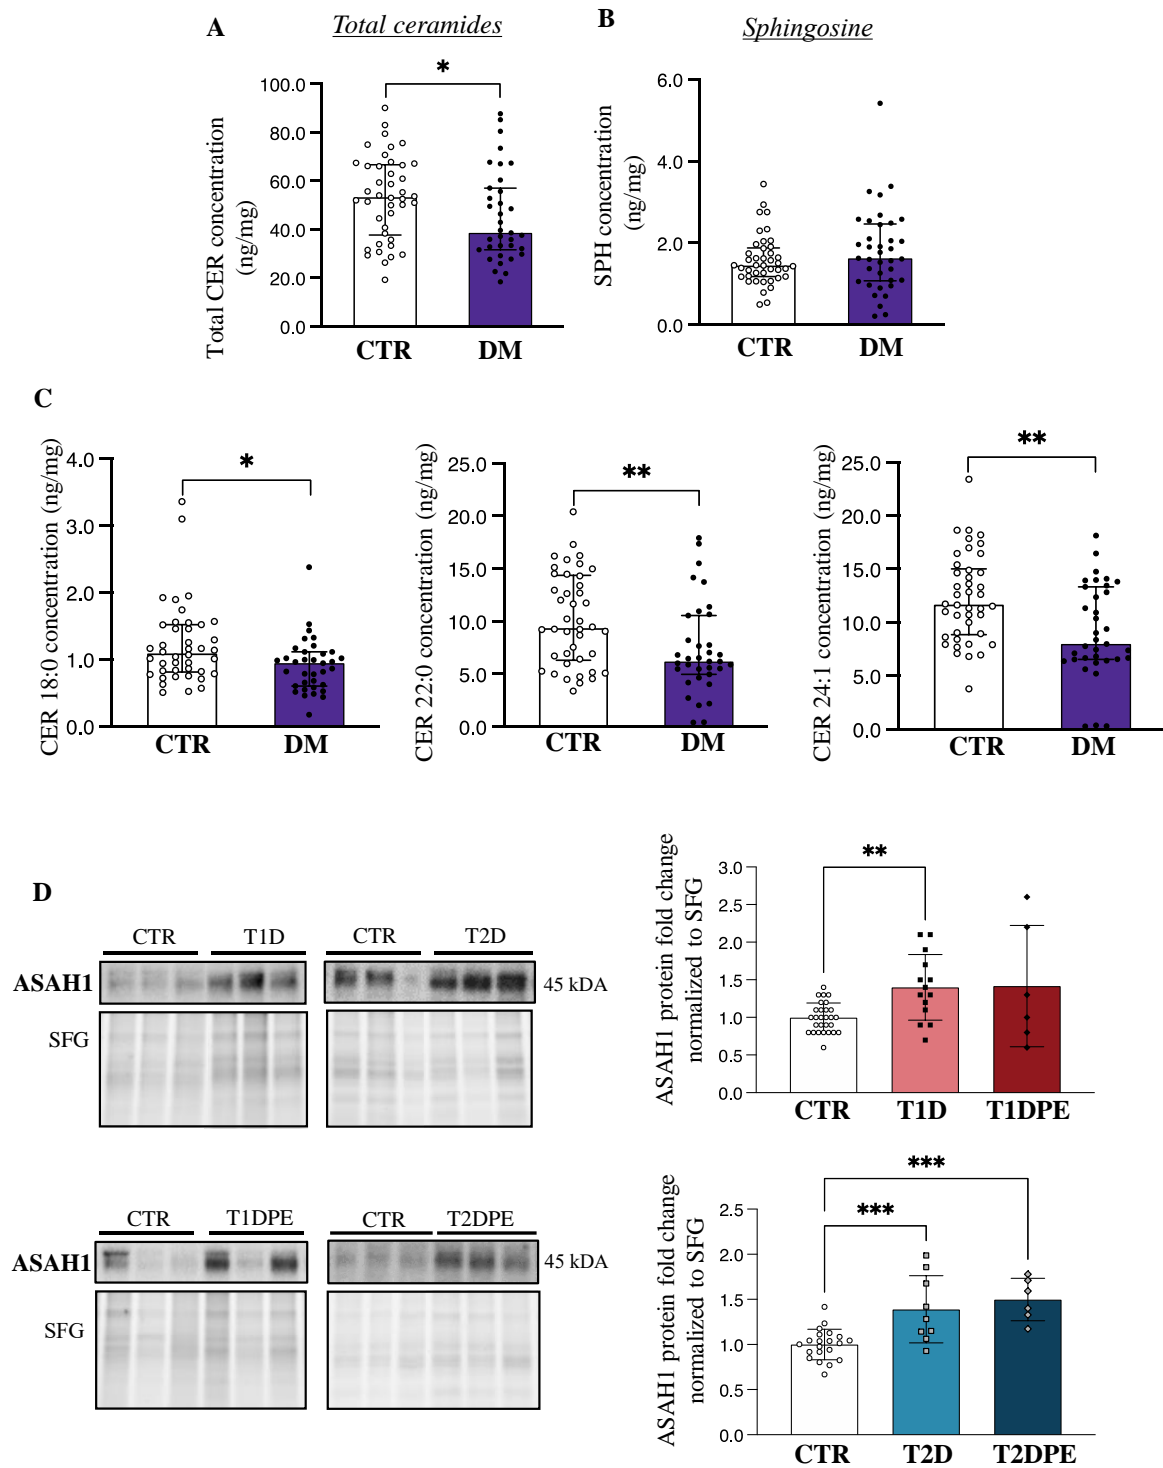 A
Total ceramides
Total CER concentration
(ng/mg)
100.0
80.0
60.0
40.0
20.0
0.0
*
CTR
DM
B
Sphingosine
SPH concentration
(ng/mg)
6.0
4.0
2.0
0.0
CTR
DM
C
CER 18:0 concentration (ng/mg)
4.0
3.0
2.0
1.0
0.0
*
CTR
DM
CER 22:0 concentration (ng/mg)
25.0
20.0
15.0
10.0
5.0
0.0
**
CTR
DM
CER 24:1 concentration (ng/mg)
25.0
20.0
15.0
10.0
5.0
0.0
**
CTR
DM
D
CTR T1D CTR T2D
ASAH1 45 kDA
SFG
CTR T1DPE CTR T2DPE
ASAH1 45 kDA
SFG
ASAH1 protein fold change
normalized to SFG
3.0
2.5
2.0
1.5
1.0
0.5
0.0
**
CTR
T1D
T1DPE
ASAH1 protein fold change
normalized to SFG
2.5
2.0
1.5
1.0
0.5
0.0
***
***
CTR
T2D
T2DPE